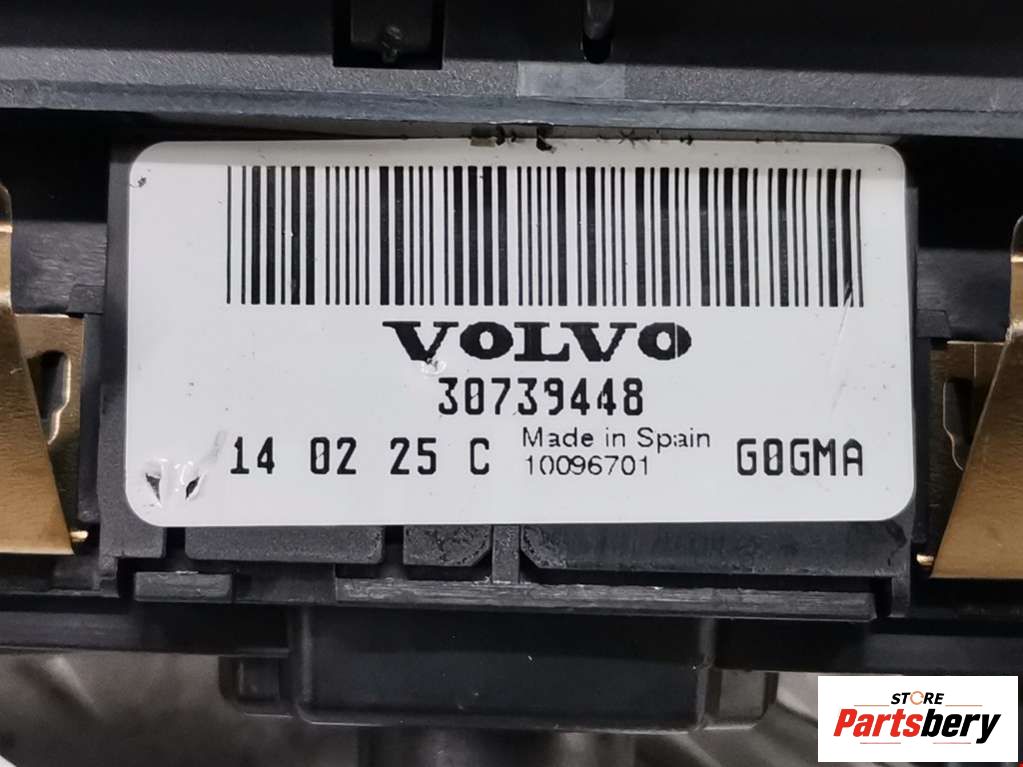 VOLVO
30739448
14 02 25 C Made in Spain G0GMA
10096701
STORE
Partsbery